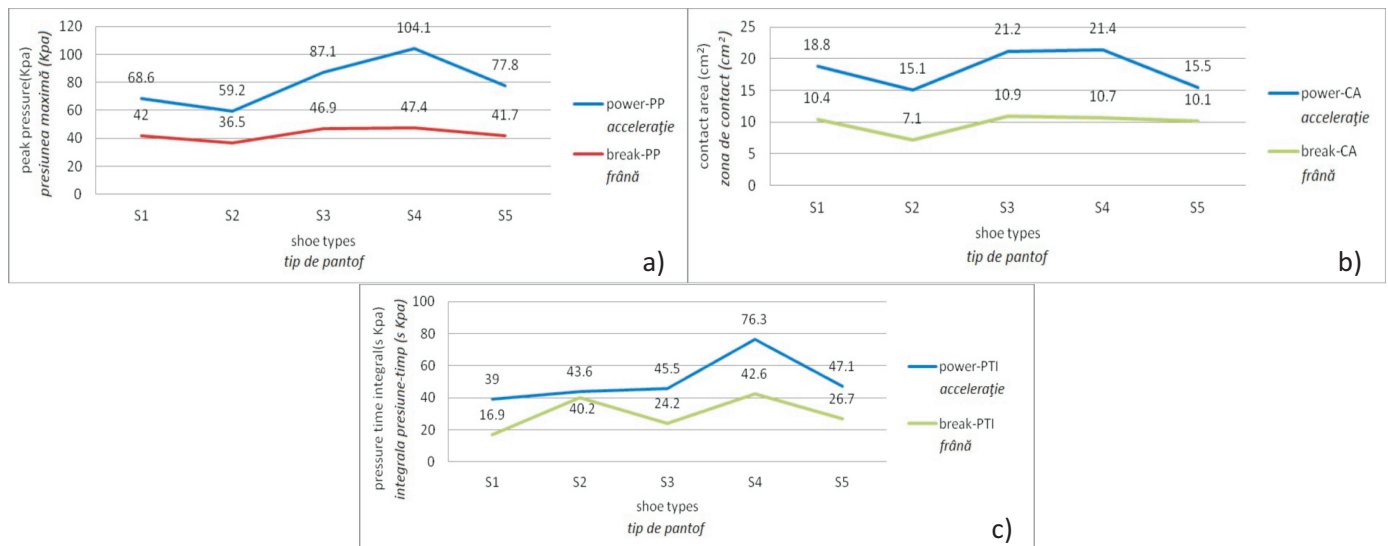 peak pressure(Kpa)
presiunea maximă (Kpa)
120
100
80
60
40
20
0
68.6
59.2
87.1
104.1
77.8
42
36.5
46.9
47.4
41.7
S1
S2
S3
S4
S5
shoe types
tip de pantof
power-PP
accelerație
break-PP
frână
a)
contact area (cm²)
zona de contact (cm²)
25
20
15
10
5
0
18.8
15.1
21.2
21.4
15.5
10.4
7.1
10.9
10.7
10.1
S1
S2
S3
S4
S5
shoe types
tip de pantof
power-CA
accelerație
break-CA
frână
b)
pressure time integral(s Kpa)
integrala presiune-timp (s Kpa)
100
80
60
40
20
0
39
43.6
45.5
76.3
47.1
16.9
40.2
24.2
42.6
26.7
S1
S2
S3
S4
S5
shoe types
tip de pantof
power-PTI
accelerație
break-PTI
frână
c)